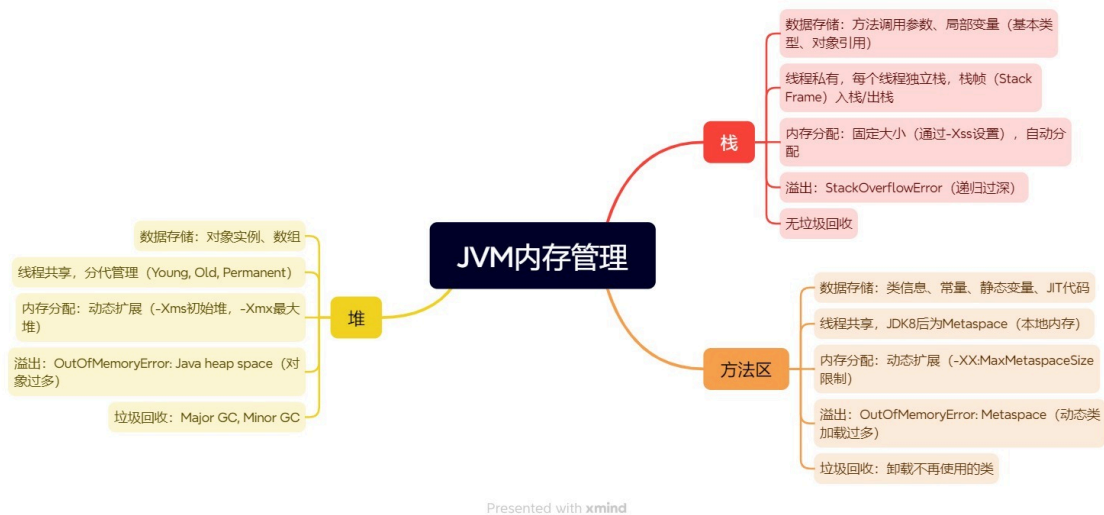 JVM内存管理
栈
数据存储：方法调用参数、局部变量（基本类
型、对象引用）
线程私有，每个线程独立栈，栈帧（Stack
Frame）入栈/出栈
内存分配：固定大小（通过-Xss设置），自动分
配
溢出：StackOverflowError（递归过深）
无垃圾回收
方法区
数据存储：类信息、常量、静态变量、JIT代码
线程共享，JDK8后为Metaspace（本地内存）
内存分配：动态扩展（-XX:MaxMetaspaceSize
限制）
溢出：OutOfMemoryError: Metaspace（动态类
加载过多）
垃圾回收：卸载不再使用的类
堆
数据存储：对象实例、数组
线程共享，分代管理（Young, Old, Permanent）
内存分配：动态扩展（-Xms初始堆，-Xmx最大
堆）
溢出：OutOfMemoryError: Java heap space（对
象过多）
垃圾回收：Major GC, Minor GC
Presented with xmind